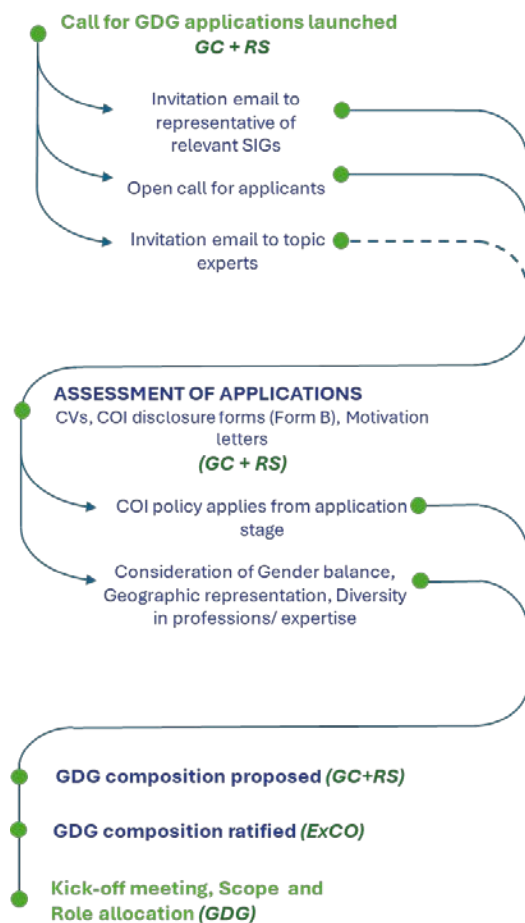 Call for GDG applications launched
GC + RS
Invitation email to
representative of
relevant SIGs
Open call for applicants
Invitation email to topic
experts
ASSESSMENT OF APPLICATIONS
CVs, COI disclosure forms (Form B), Motivation
letters
(GC + RS)
COI policy applies from application
stage
Consideration of Gender balance,
Geographic representation, Diversity
in professions/ expertise
GDG composition proposed (GC+RS)
GDG composition ratified (ExCO)
Kick-off meeting, Scope and
Role allocation (GDG)